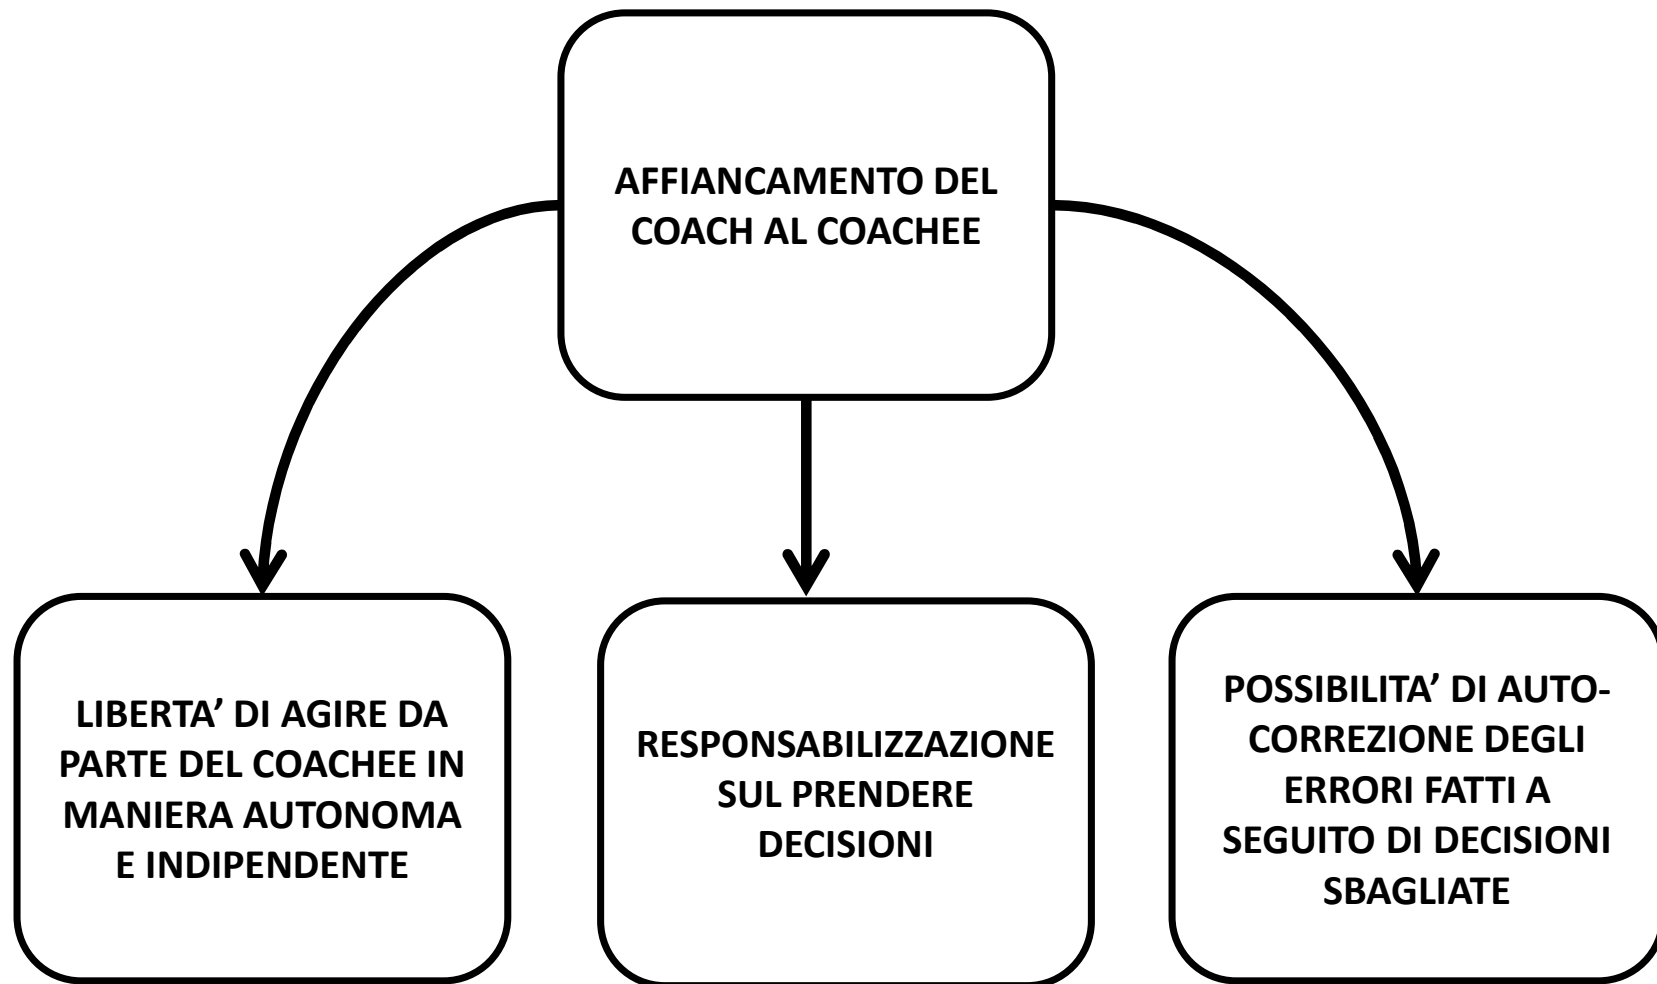 AFFIANCAMENTO DEL
COACH AL COACHEE
LIBERTA’ DI AGIRE DA
PARTE DEL COACHEE IN
MANIERA AUTONOMA
E INDIPENDENTE
RESPONSABILIZZAZIONE
SUL PRENDERE
DECISIONI
POSSIBILITA’ DI AUTO-
CORREZIONE DEGLI
ERRORI FATTI A
SEGUITO DI DECISIONI
SBAGLIATE